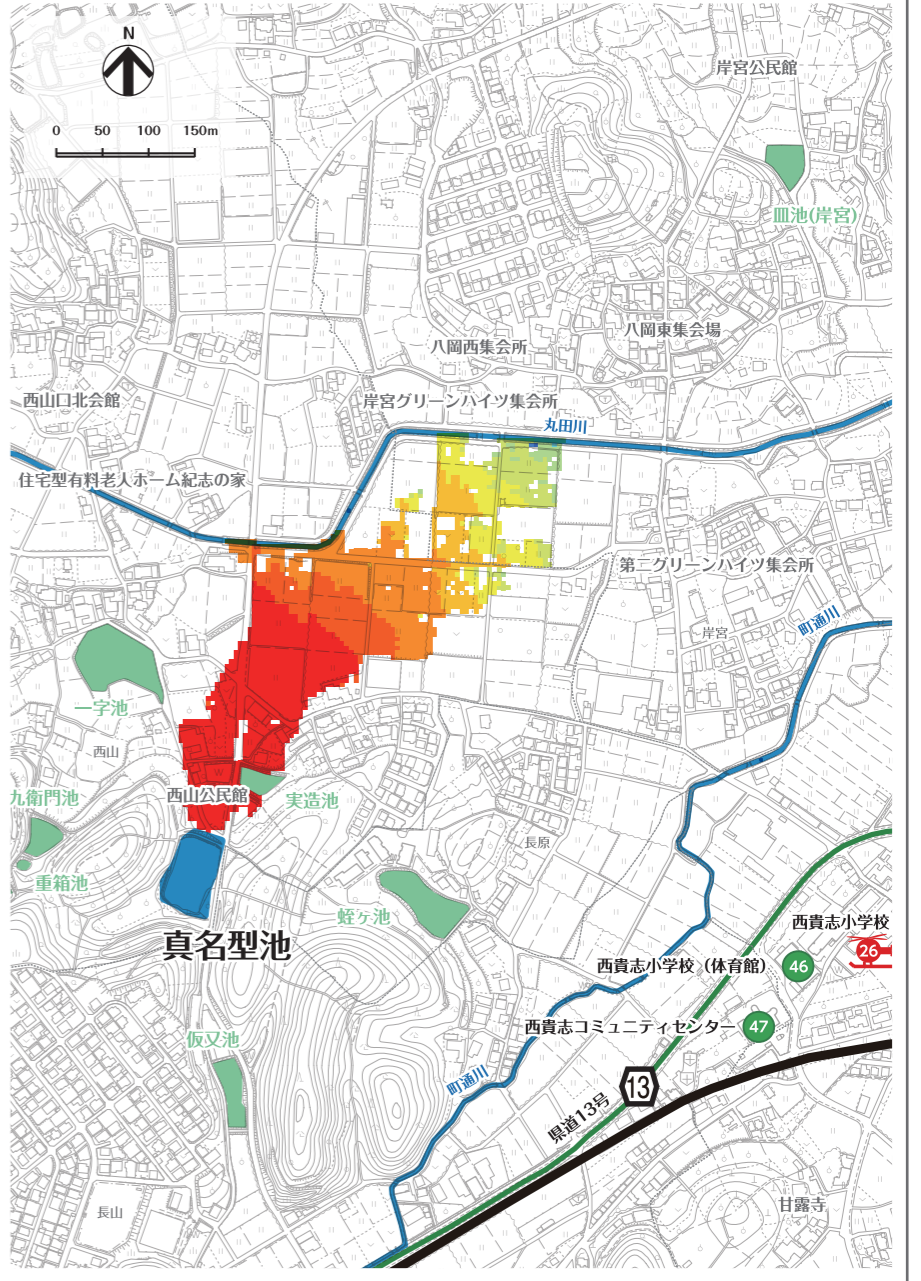 N
0 50 100 150m
岸宮公民館
皿池(岸宮)
八岡東集会場
八岡西集会所
西山口北会館
岸宮グリーンハイツ集会所
丸田川
住宅型有料老人ホーム紀志の家
第二グリーンハイツ集会所
町通川
岸宮
一字池
西山
九衛門池
西山公民館
実造池
長原
重箱池
蛭ヶ池
西貴志小学校
真名型池
26
西貴志小学校（体育館）
46
西貴志コミュニティセンター
47
仮又池
町通川
13
県道13号
長山
甘露寺